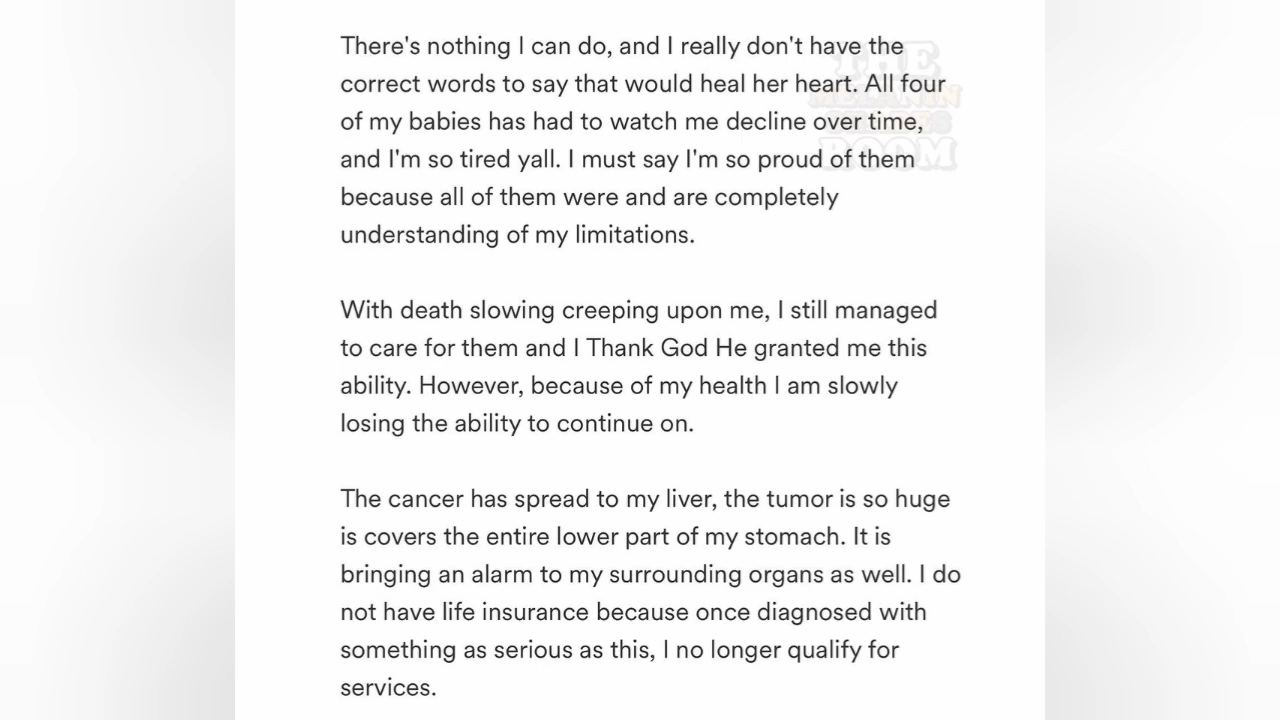 There's nothing I can do, and I really don't have the
correct words to say that would heal her heart. All four
of my babies has had to watch me decline over time,
and I'm so tired yall. I must say I'm so proud of them
because all of them were and are completely
understanding of my limitations.
With death slowing creeping upon me, I still managed
to care for them and I Thank God He granted me this
ability. However, because of my health I am slowly
losing the ability to continue on.
The cancer has spread to my liver, the tumor is so huge
is covers the entire lower part of my stomach. It is
bringing an alarm to my surrounding organs as well. I do
not have life insurance because once diagnosed with
something as serious as this, I no longer qualify for
services.
THE
MELANIN
ROOM